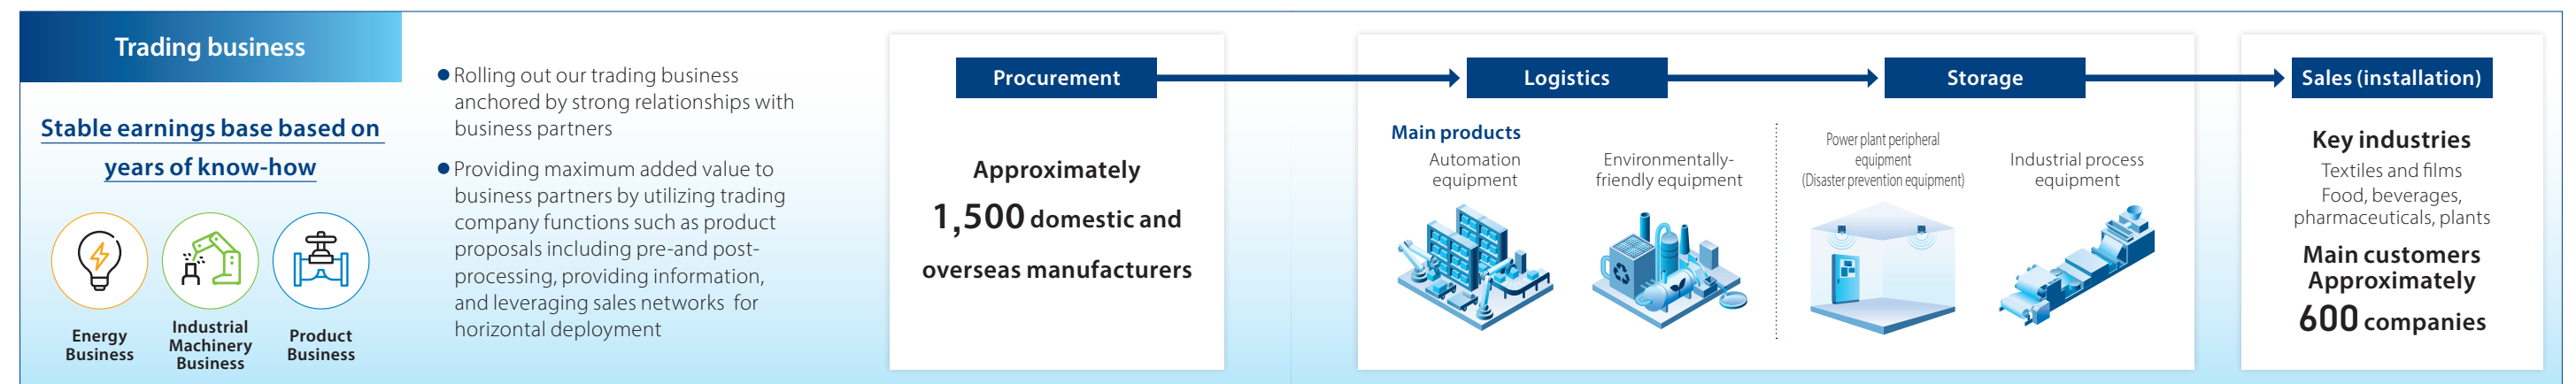 Trading business
Stable earnings base based on
years of know-how
Energy
Business
Industrial
Machinery
Business
Product
Business
●Rolling out our trading business
anchored by strong relationships with
business partners
●Providing maximum added value to
business partners by utilizing trading
company functions such as product
proposals including pre-and post-
processing, providing information,
and leveraging sales networks for
horizontal deployment
Procurement
Approximately
1,500 domestic and
overseas manufacturers
Logistics
Storage
Main products
Automation
equipment
Environmentally-
friendly equipment
Power plant peripheral
equipment
(Disaster prevention equipment)
Industrial process
equipment
Sales (installation)
Key industries
Textiles and films
Food, beverages,
pharmaceuticals, plants
Main customers
Approximately
600 companies